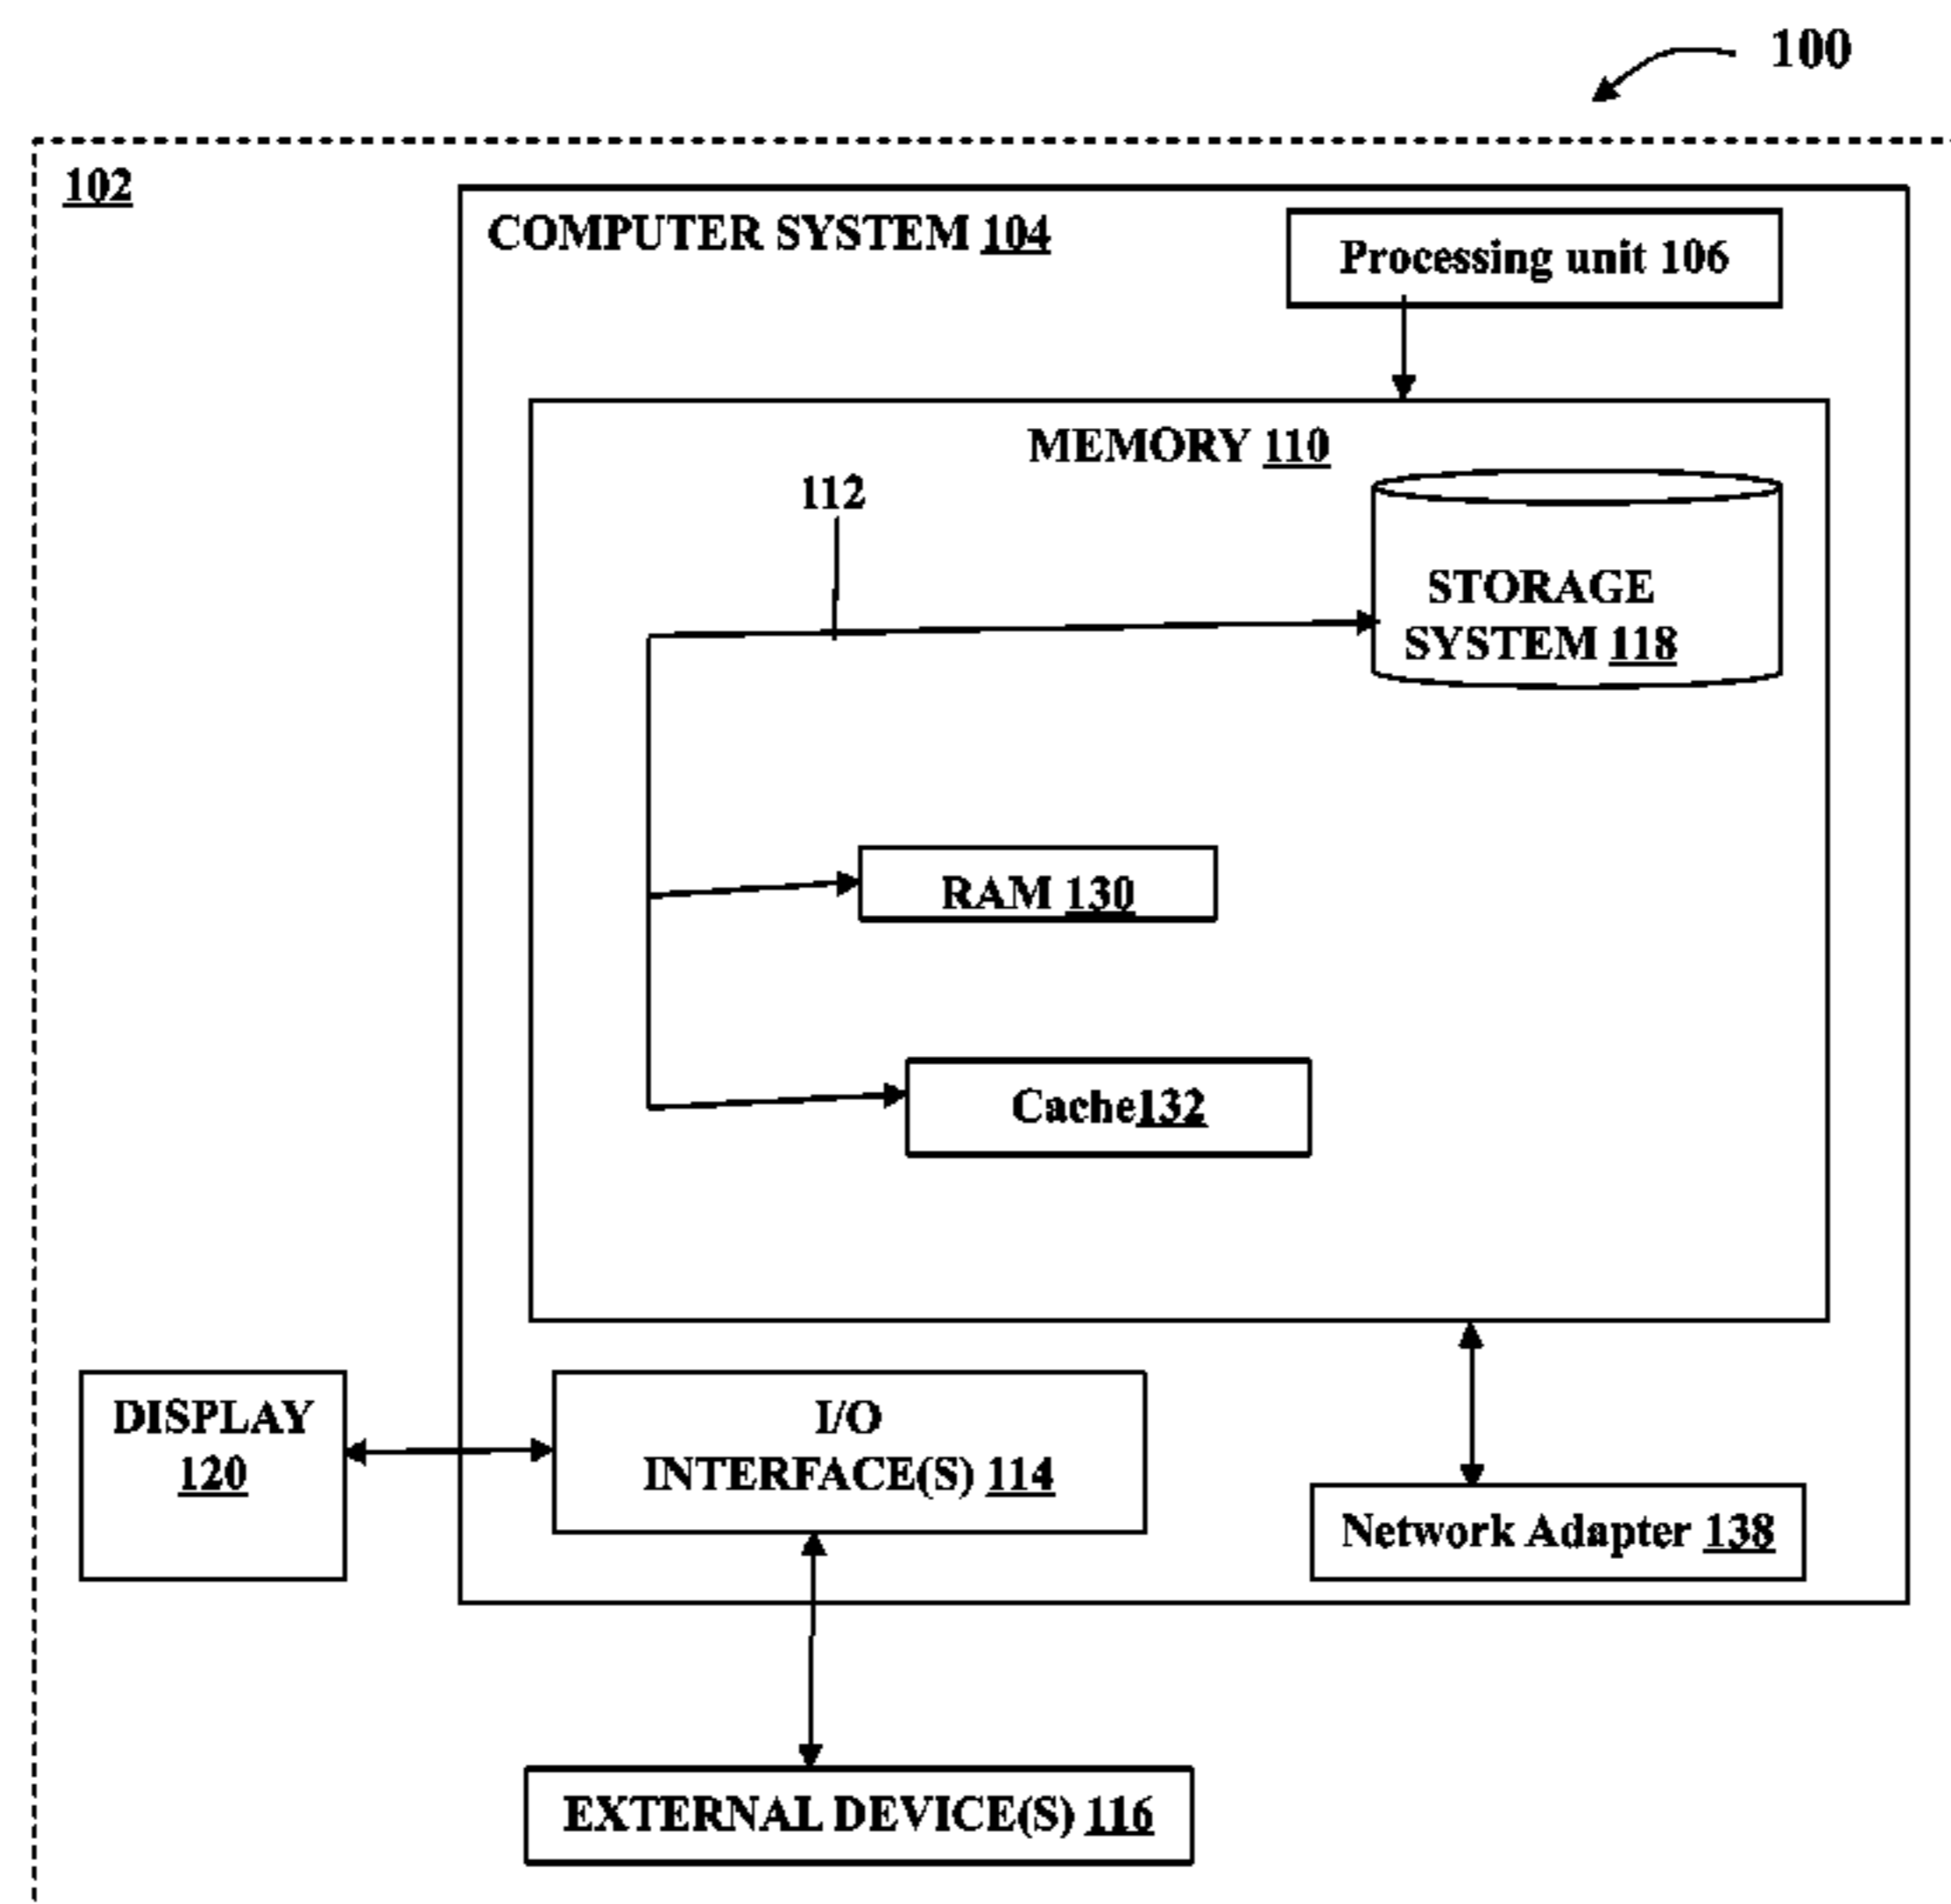 100
102
COMPUTER SYSTEM 104
Processing unit 106
MEMORY 110
112
STORAGE
SYSTEM 118
RAM 130
Cache132
DISPLAY
120
I/O
INTERFACE(S) 114
Network Adapter 138
EXTERNAL DEVICE(S) 116